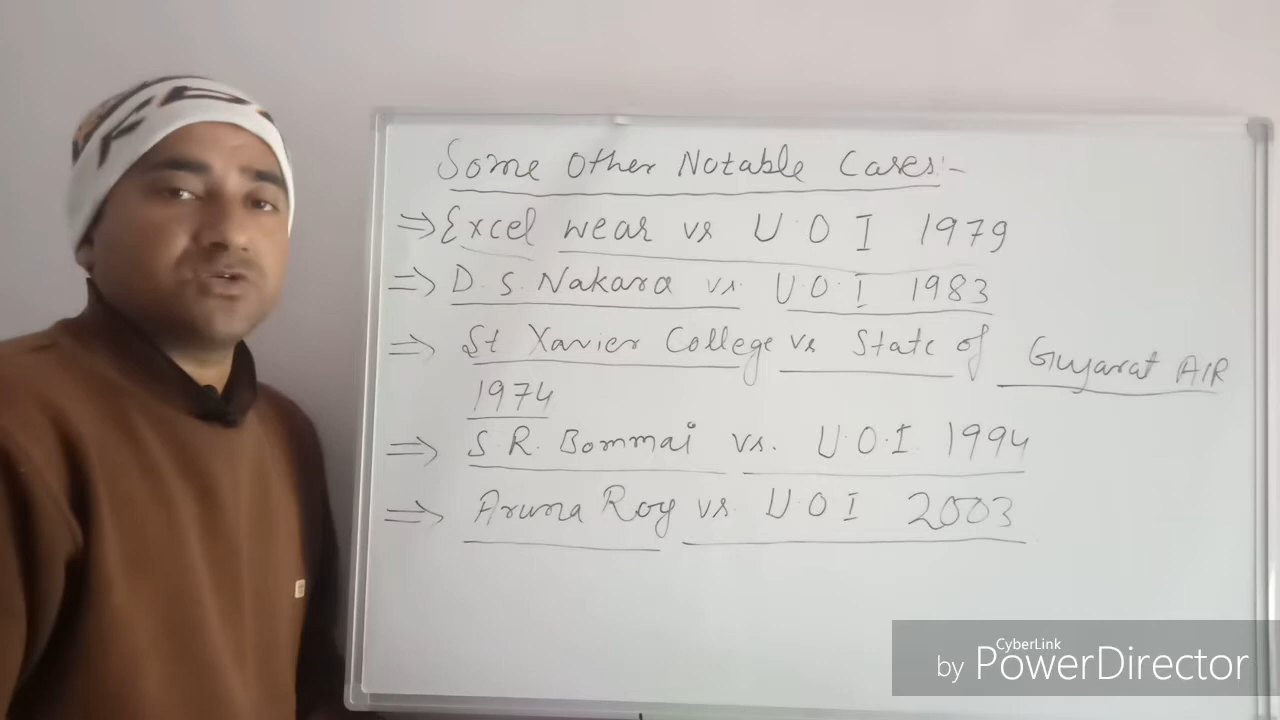 Some Other Notable Cases:-
⇒ Excel wear vs U.O.I 1979
⇒ D.S. Nakara vs. U.O.I 1983
⇒ St Xavier College vs State of Gujarat AIR
1974
⇒ S.R. Bommai vs. U.O.I 1994
⇒ Aruna Roy vs U.O.I 2003
CyberLink
by PowerDirector